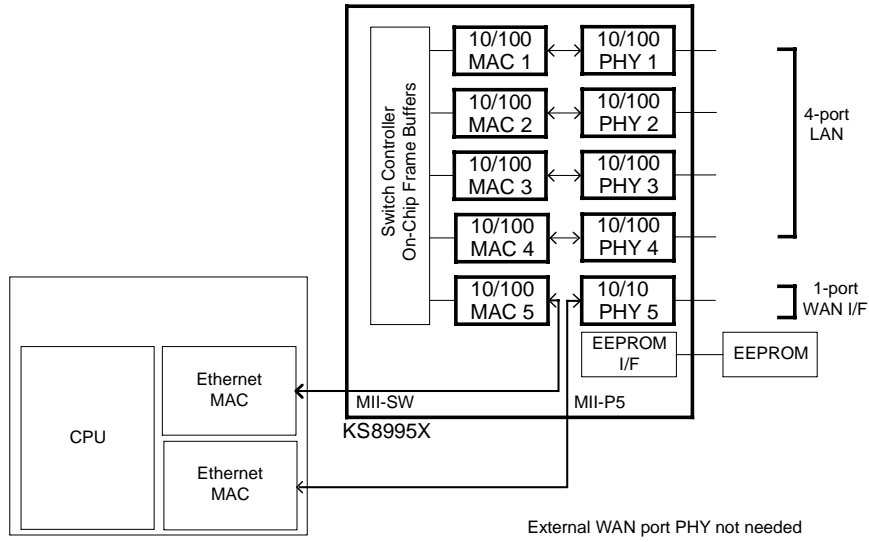 10/100
MAC 1
10/100
PHY 1
10/100
MAC 2
10/100
PHY 2
10/100
MAC 3
10/100
PHY 3
10/100
MAC 4
10/100
PHY 4
10/100
MAC 5
10/10
PHY 5
Switch Controller
On-Chip Frame Buffers
4-port
LAN
1-port
WAN I/F
EEPROM
I/F
EEPROM
MII-SW
MII-P5
KS8995X
CPU
Ethernet
MAC
Ethernet
MAC
External WAN port PHY not needed